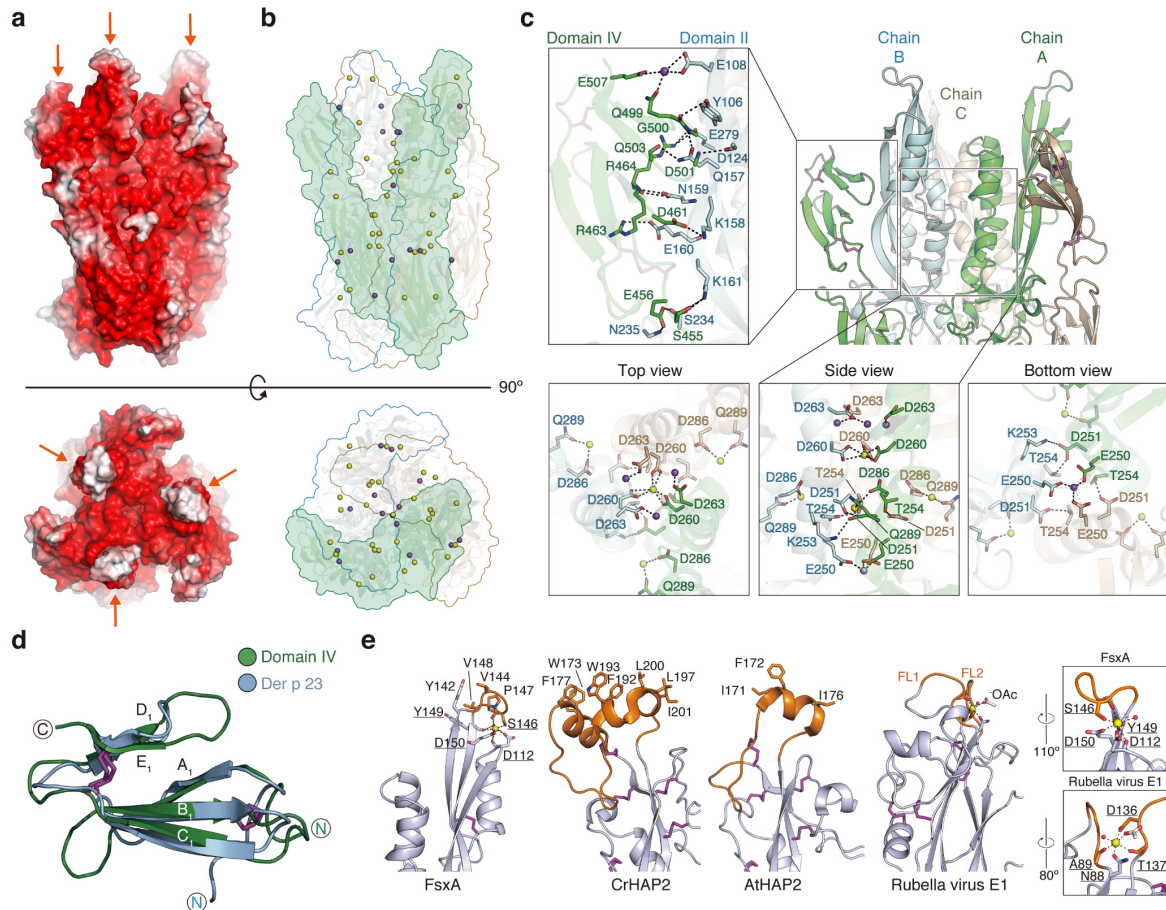 a
b
c
Domain IV
Domain II
E507
E108
Q499
Y106
G500
E279
Q503
D124
R464
D501
Q157
N159
D461
K158
R463
E160
K161
E456
S234
N235
S455
Chain
B
Chain
C
Chain
A
90º
Top view
Q289
D286
D263
D260
D286
Q289
D260
D263
D263
D260
D286
Q289
Side view
D263
D263
D263
D260
D260
D260
T254
D286
D286
D286
D251
Q289
T254
T254
Q289
Q289
D251
K253
E250
D251
E250
E250
Bottom view
K253
D251
T254
E250
E250
T254
D251
D251
T254
E250
d
Domain IV
Der p 23
C
D1
E1
A1
B1
C1
N
N
e
V148
Y142
V144
P147
Y149
S146
D150
D112
FsxA
W173
F177
W193
F192
L200
L197
I201
CrHAP2
F172
I171
I176
AtHAP2
FL1
FL2
OAc
Rubella virus E1
FsxA
S146
Y149
D150
D112
110º
Rubella virus E1
D136
A89
N88
T137
80º